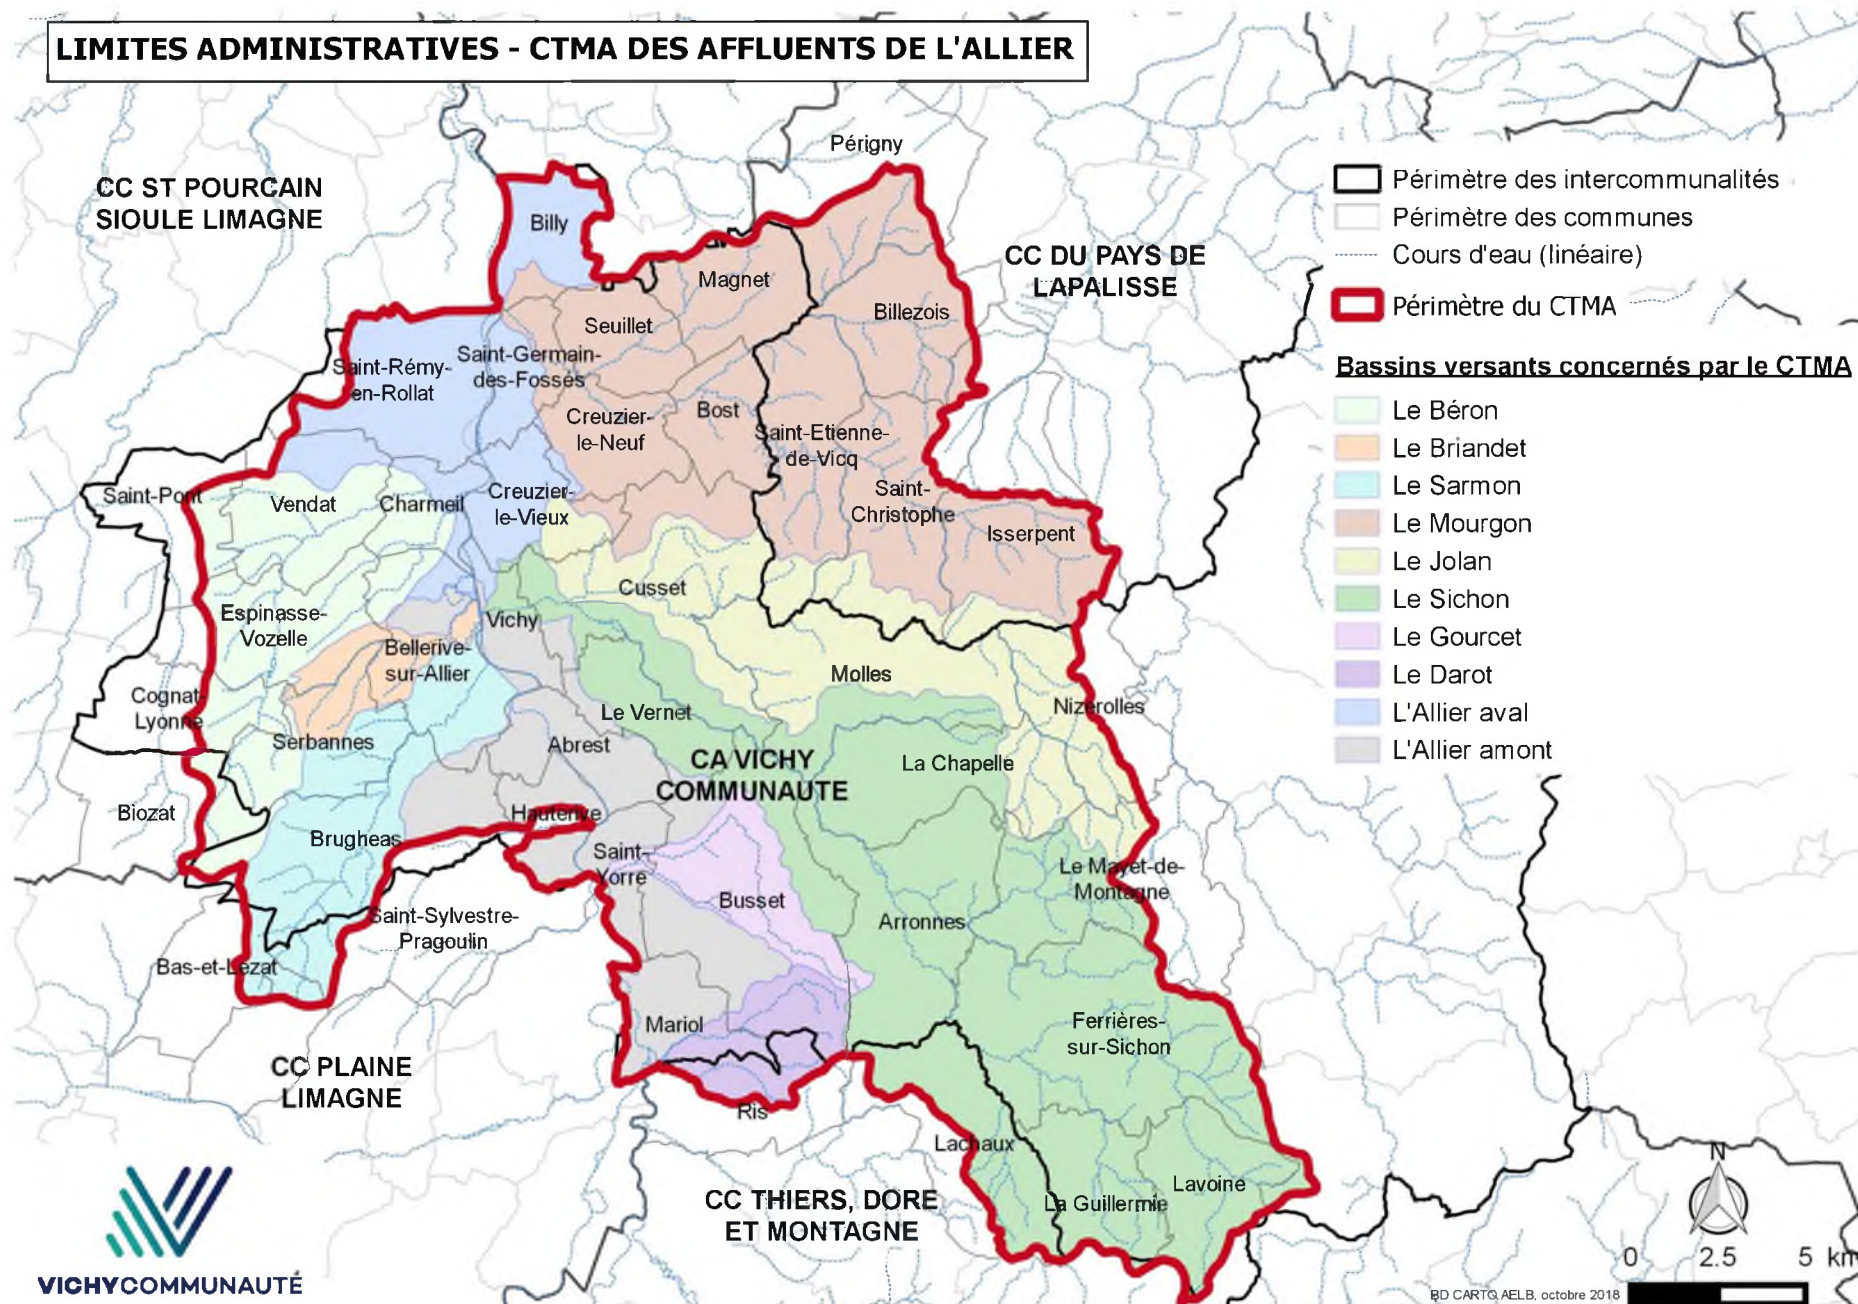 LIMITES ADMINISTRATIVES - CTMA DES AFFLUENTS DE L'ALLIER
Périgny
CC ST POURCAIN
SIOULE LIMAGNE
Billy
CC DU PAYS DE
LAPALISSE
Magnet
Billezois
Seuillet
Saint-Rémy-
en-Rollat
Saint-Germain-
des-Fossés
Creuzier-
le-Neuf
Bost
Saint-Etienne-
de-Vicq
Saint-Pont
Vendat
Charmeil
Creuzier-
le-Vieux
Saint-
Christophe
Isserpent
Cusset
Espinasse-
Vozelle
Vichy
Bellerive-
sur-Allier
Molles
Cognat-
Lyonne
Le Vernet
Nizerolles
Serbannes
Abrest
CA VICHY
COMMUNAUTE
La Chapelle
Biozat
Hauterive
Brugheas
Saint-
Yorre
Le Mayet-de-
Montagne
Busset
Saint-Sylvestre-
Pragoulin
Arronnes
Bas-et-Lezat
Mariol
Ferrières-
sur-Sichon
CC PLAINE
LIMAGNE
Ris
Lachaux
CC THIERS, DORE
ET MONTAGNE
La Guillermie
Lavoine
Périmètre des intercommunalités
Périmètre des communes
Cours d'eau (linéaire)
Périmètre du CTMA
Bassins versants concernés par le CTMA
Le Béron
Le Briandet
Le Sarmon
Le Mourgon
Le Jolan
Le Sichon
Le Gourcet
Le Darot
L'Allier aval
L'Allier amont
N
0 2.5 5 km
BD CARTO, AELB, octobre 2018
VICHYCOMMUNAUTÉ